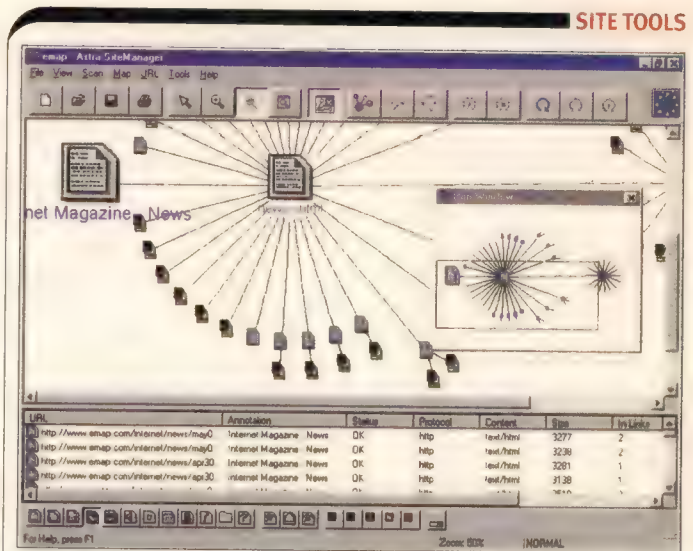 SITE TOOLS
emap - Astra SiteManager
File View Scan Map URL Tools Help
net Magazine News
URL Annotation Status Protocol Content Size In Links
http://www.emap.com/internet/news/may0 Internet Magazine News OK http text/html 3277 2
http://www.emap.com/internet/news/may0 Internet Magazine News OK http text/html 3238 2
http://www.emap.com/internet/news/apr30 Internet Magazine News OK http text/html 3281 1
http://www.emap.com/internet/news/apr30 Internet Magazine News OK http text/html 3138 1
For Help, press F1 Zoom: 50% NORMAL